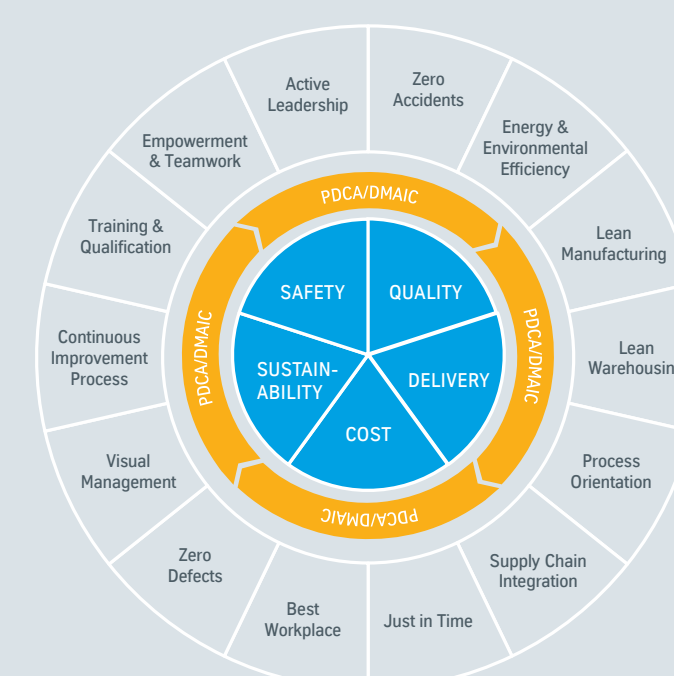 Active
Leadership
Zero
Accidents
Energy &
Environmental
Efficiency
Lean
Manufacturing
Lean
Warehousin
Process
Orientation
Supply Chain
Integration
Just in Time
Best
Workplace
Zero
Defects
Visual
Management
Continuous
Improvement
Process
Training &
Qualification
Empowerment
& Teamwork
PDCA/DMAIC
PDCA/DMAIC
PDCA/DMAIC
PDCA/DMAIC
SAFETY
QUALITY
DELIVERY
COST
SUSTAIN-
ABILITY